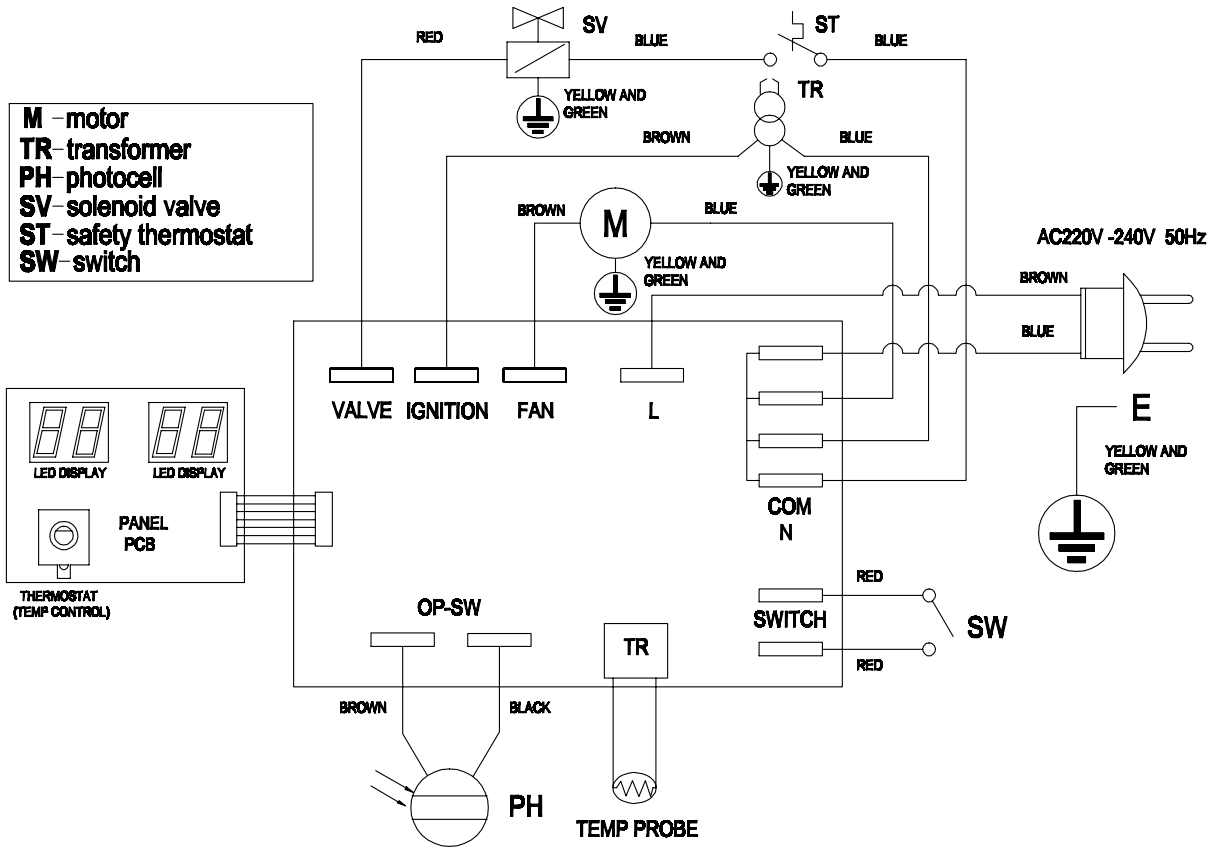 SV
ST
RED
BLUE
BLUE
TR
YELLOW AND
GREEN
M - motor
TR - transformer
PH - photocell
SV - solenoid valve
ST - safety thermostat
SW - switch
BROWN
BLUE
YELLOW AND
GREEN
BROWN
M
BLUE
YELLOW AND
GREEN
AC220V -240V 50Hz
BROWN
BLUE
VALVE
IGNITION
FAN
L
E
YELLOW AND
GREEN
88
88
LED DISPLAY
LED DISPLAY
PANEL
PCB
COM
N
THERMOSTAT
(TEMP CONTROL)
RED
OP-SW
SWITCH
SW
TR
RED
BROWN
BLACK
PH
TEMP PROBE